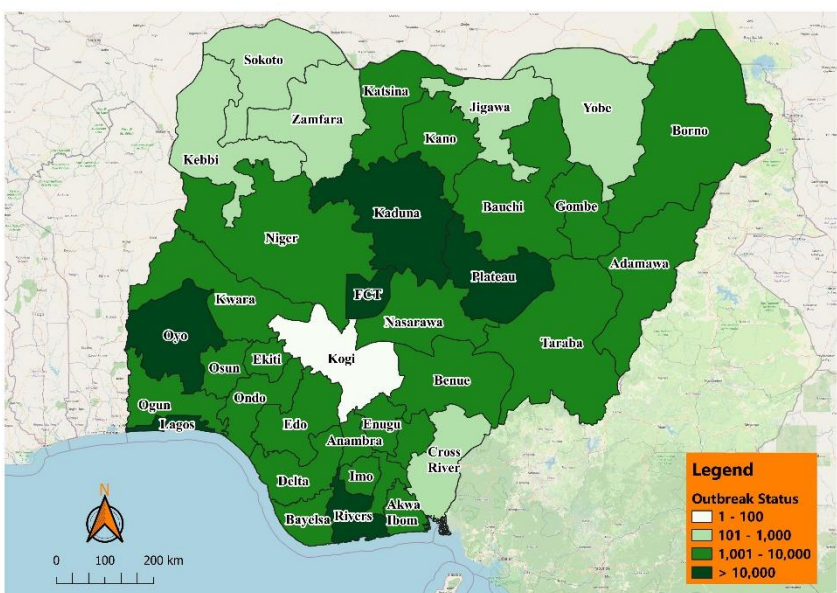 Sokoto
Katsina
Jigawa
Yobe
Zamfara
Borno
Kano
Kebbi
Kaduna
Bauchi
Gombe
Niger
Adamawa
Plateau
FCT
Kwara
Nasarawa
Oyo
Taraba
Kogi
Ekiti
Osun
Benue
Ondo
Ogun
Lagos
Edo
Enugu
Anambra
Cross
River
Delta
Imo
Akwa
Ibom
Rivers
Bayelsa
N
0 100 200 km
Legend
Outbreak Status
1 - 100
101 - 1,000
1,001 - 10,000
> 10,000